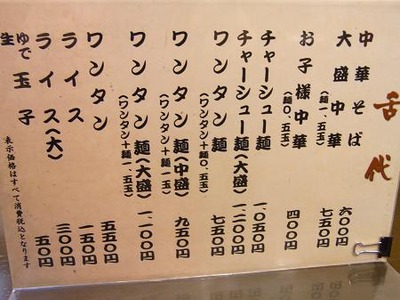 舌代
中華そば 六〇〇円
大盛中華 七五〇円
(麺一、五玉)
お子様中華 四〇〇円
(麺〇、五玉)
チャーシュー麺 一〇五〇円
チャーシュー麺(大盛) 一二〇〇円
ワンタン麺 七五〇円
(ワンタン+麺〇、五玉)
ワンタン麺(中盛) 九五〇円
(ワンタン+麺一玉)
ワンタン麺(大盛) 一一〇〇円
(ワンタン+麺一、五玉)
ワンタン 五五〇円
ライス 一五〇円
ライス(大) 三〇〇円
ゆで玉子 五〇円
生
表示価格はすべて消費税込となります